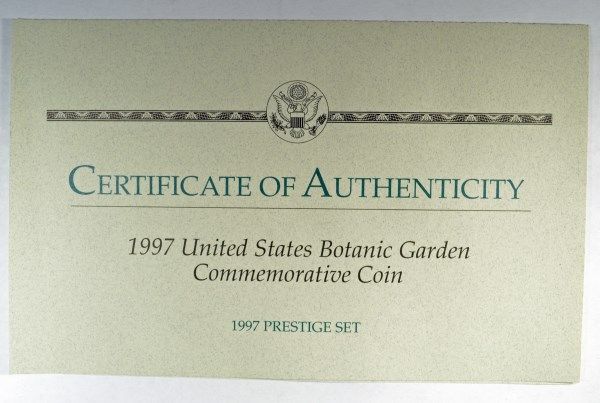 CERTIFICATE OF AUTHENTICITY
1997 United States Botanic Garden
Commemorative Coin
1997 PRESTIGE SET